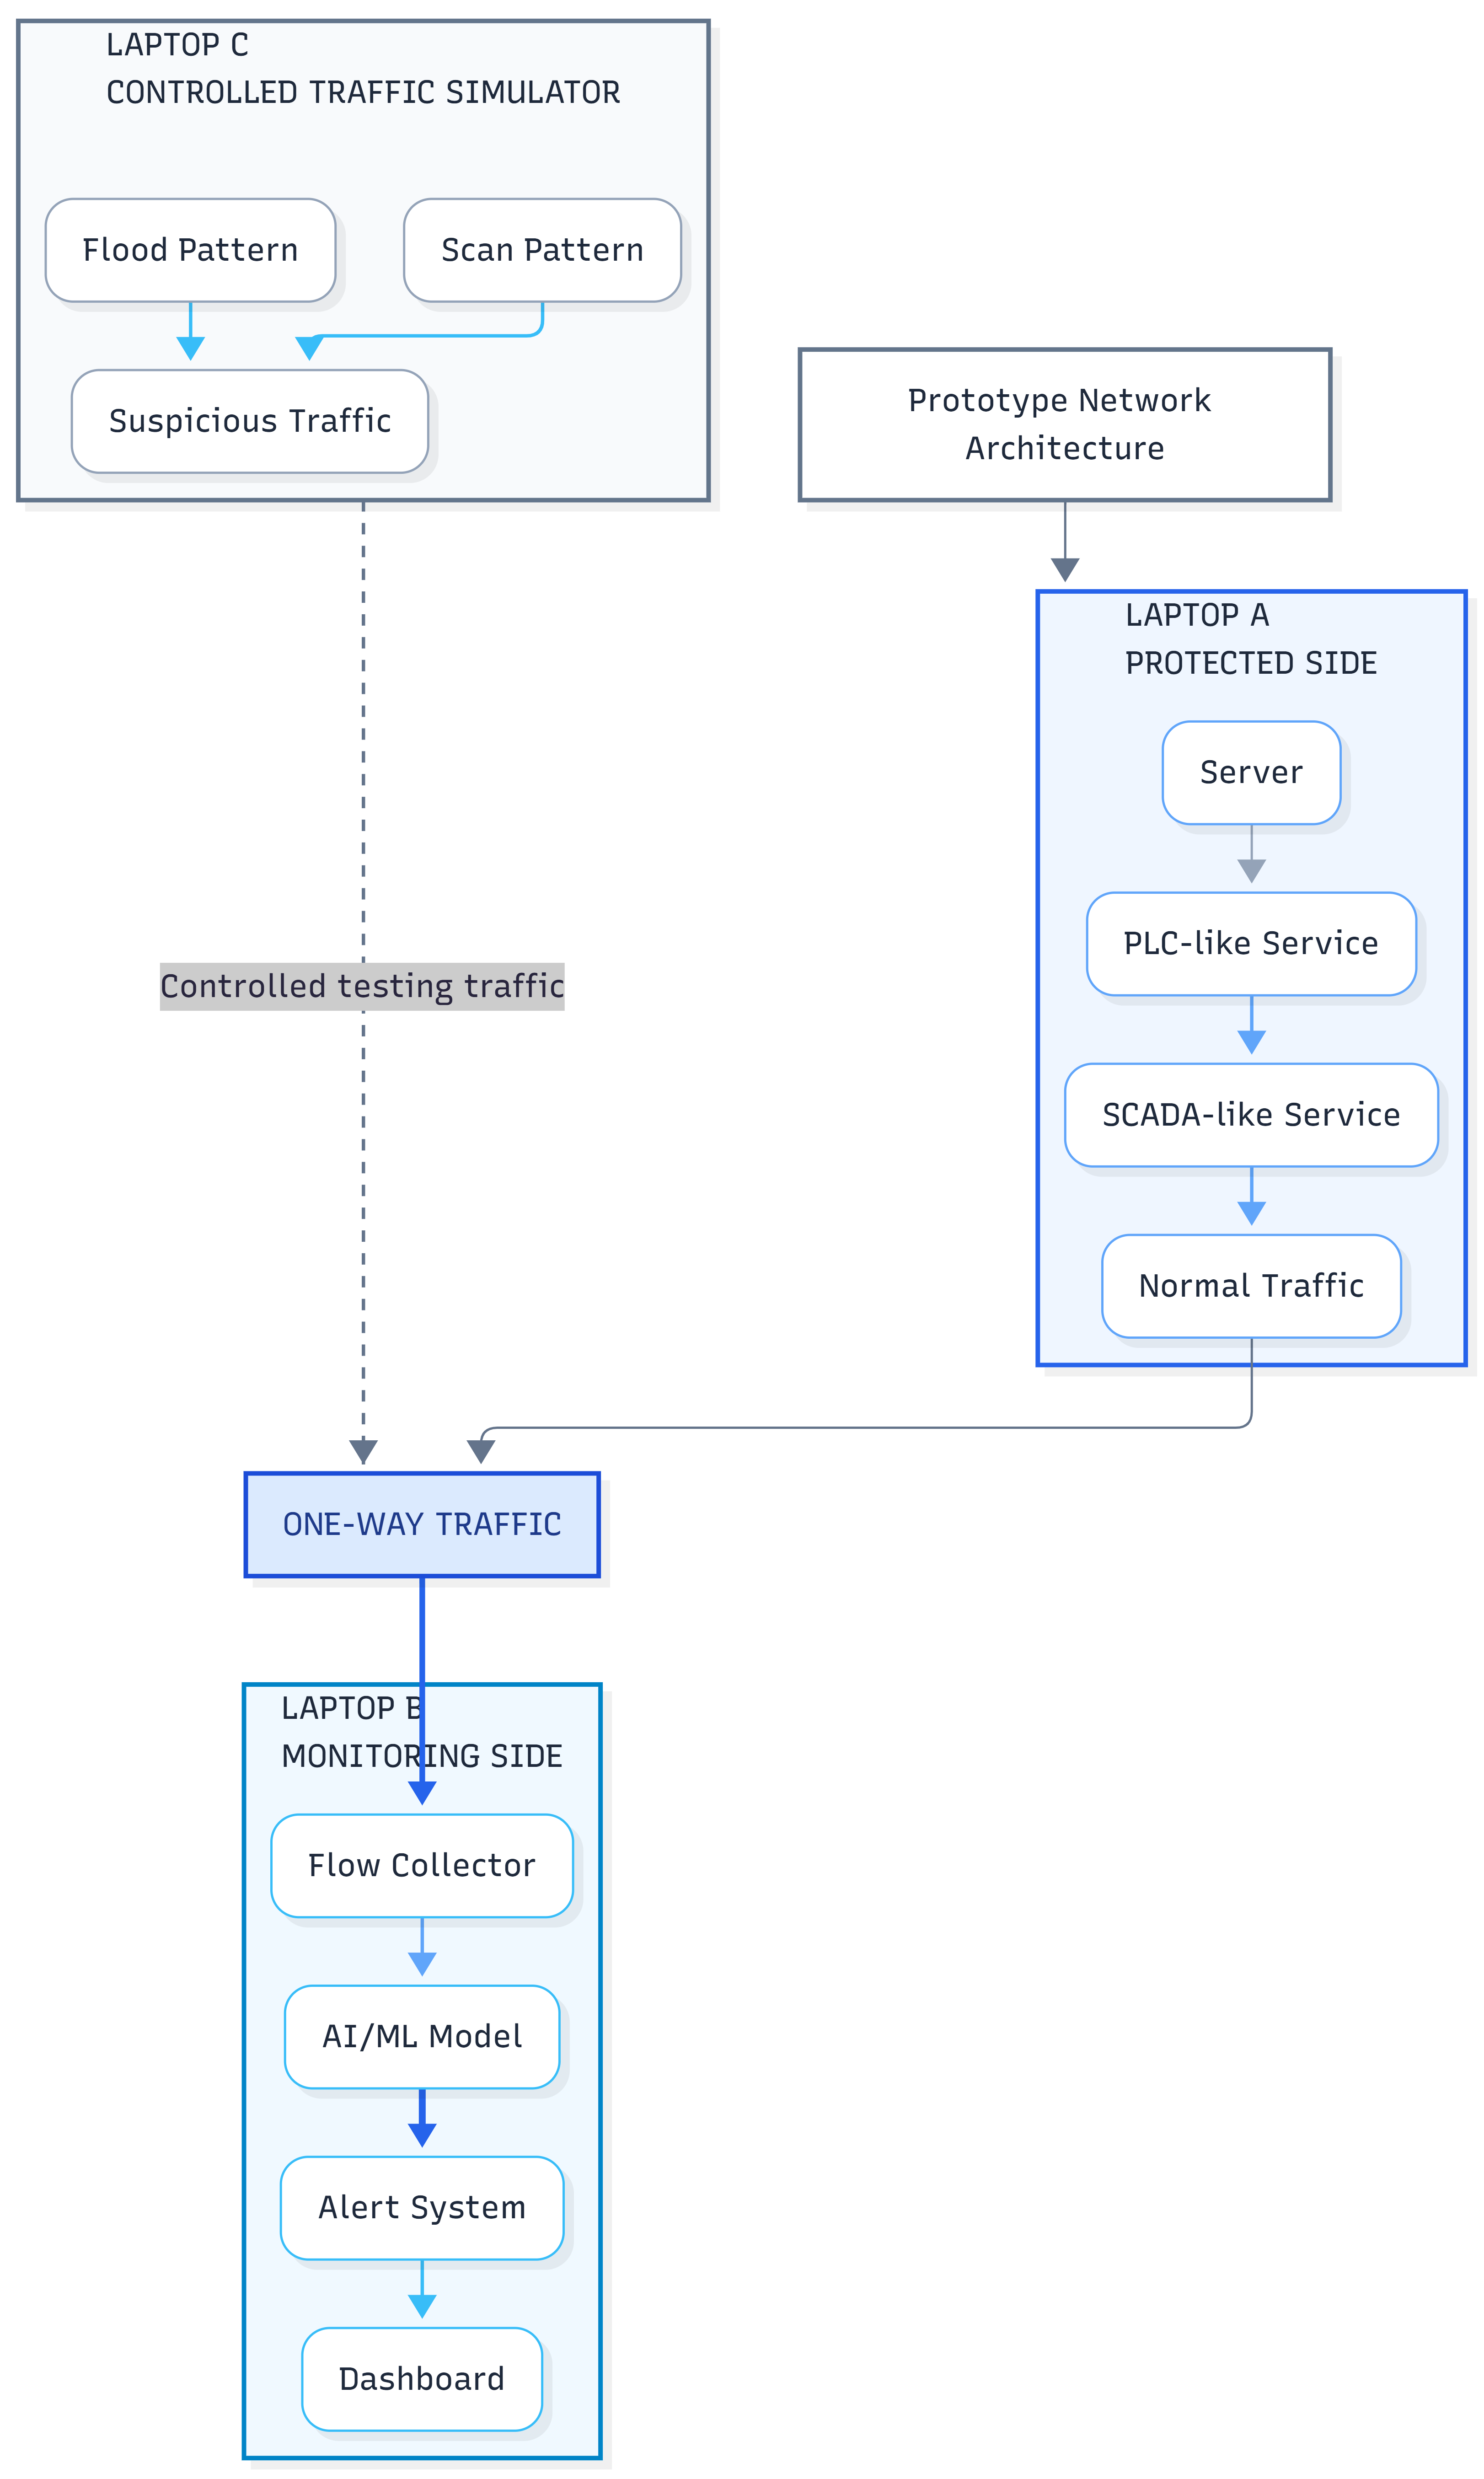 LAPTOP C
CONTROLLED TRAFFIC SIMULATOR
Flood Pattern
Scan Pattern
Suspicious Traffic
Prototype Network
Architecture
LAPTOP A
PROTECTED SIDE
Server
PLC-like Service
SCADA-like Service
Normal Traffic
Controlled testing traffic
ONE-WAY TRAFFIC
LAPTOP B
MONITORING SIDE
Flow Collector
AI/ML Model
Alert System
Dashboard